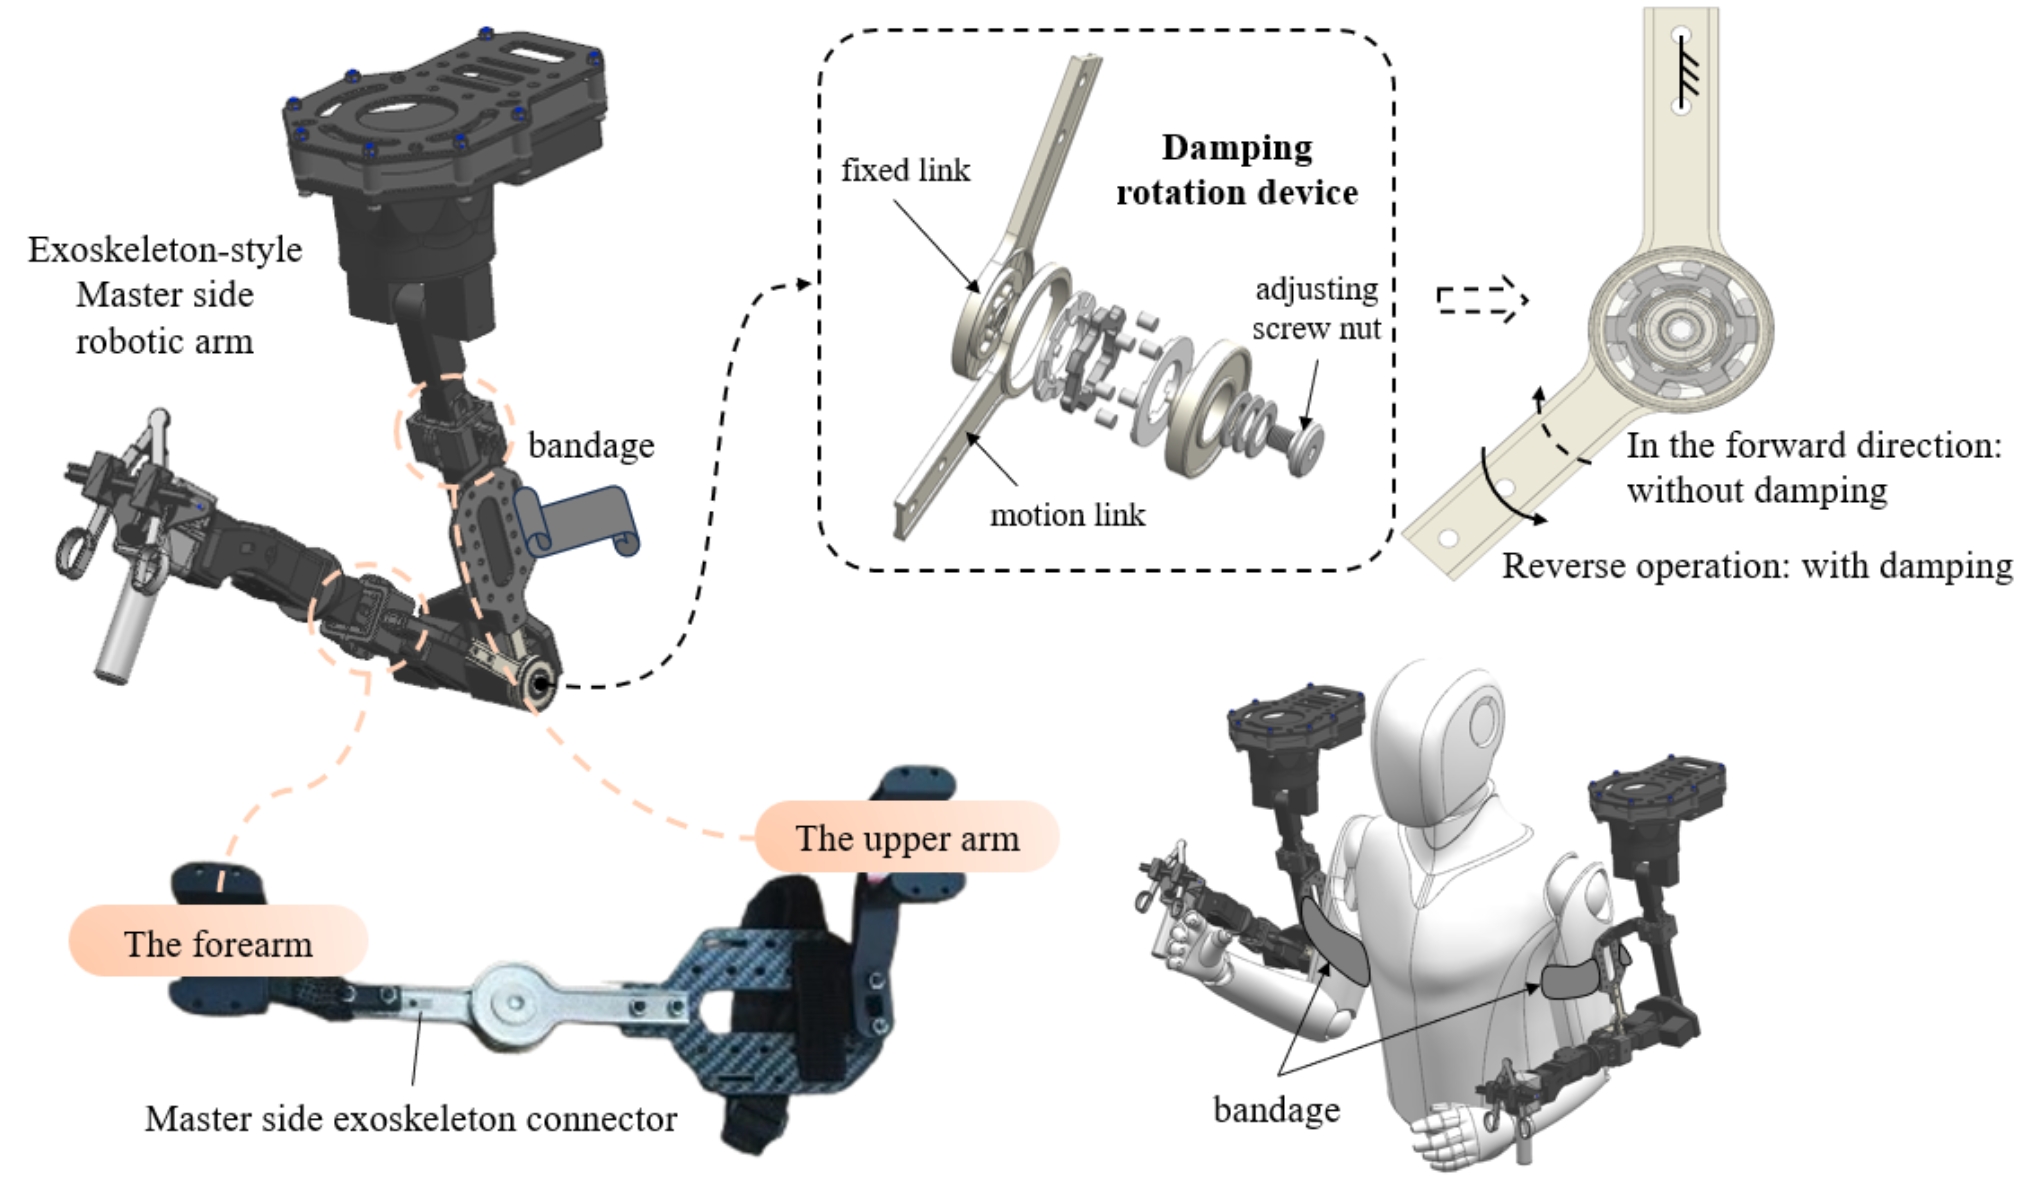 Exoskeleton-style
Master side
robotic arm
bandage
fixed link
Damping
rotation device
adjusting
screw nut
motion link
In the forward direction:
without damping
Reverse operation: with damping
The upper arm
The forearm
Master side exoskeleton connector
bandage